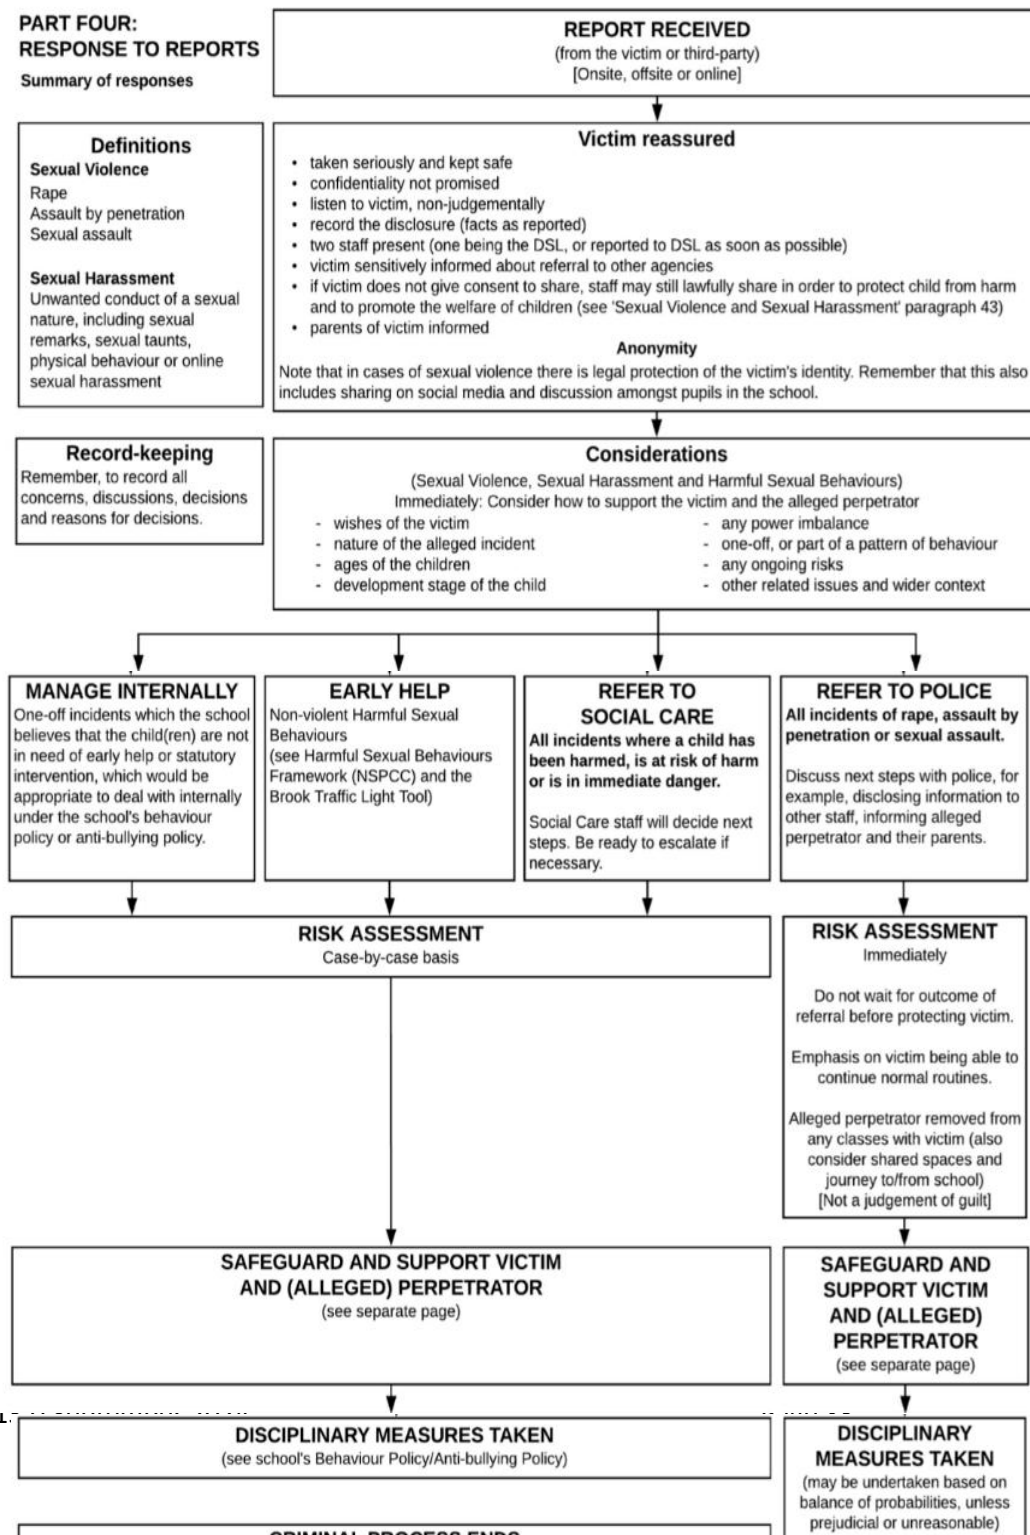 PART FOUR:
RESPONSE TO REPORTS
Summary of responses
REPORT RECEIVED
(from the victim or third-party)
[Onsite, offsite or online]
Definitions
Sexual Violence
Rape
Assault by penetration
Sexual assault
Sexual Harassment
Unwanted conduct of a sexual
nature, including sexual
remarks, sexual taunts,
physical behaviour or online
sexual harassment
Victim reassured
• taken seriously and kept safe
• confidentiality not promised
• listen to victim, non-judgementally
• record the disclosure (facts as reported)
• two staff present (one being the DSL, or reported to DSL as soon as possible)
• victim sensitively informed about referral to other agencies
• if victim does not give consent to share, staff may still lawfully share in order to protect child from harm
and to promote the welfare of children (see 'Sexual Violence and Sexual Harassment' paragraph 43)
• parents of victim informed
Anonymity
Note that in cases of sexual violence there is legal protection of the victim's identity. Remember that this also
includes sharing on social media and discussion amongst pupils in the school.
Record-keeping
Remember, to record all
concerns, discussions, decisions
and reasons for decisions.
Considerations
(Sexual Violence, Sexual Harassment and Harmful Sexual Behaviours)
Immediately: Consider how to support the victim and the alleged perpetrator
- wishes of the victim
- nature of the alleged incident
- ages of the children
- development stage of the child
- any power imbalance
- one-off, or part of a pattern of behaviour
- any ongoing risks
- other related issues and wider context
MANAGE INTERNALLY
One-off incidents which the school
believes that the child(ren) are not
in need of early help or statutory
intervention, which would be
appropriate to deal with internally
under the school's behaviour
policy or anti-bullying policy.
EARLY HELP
Non-violent Harmful Sexual
Behaviours
(see Harmful Sexual Behaviours
Framework (NSPCC) and the
Brook Traffic Light Tool)
REFER TO
SOCIAL CARE
All incidents where a child has
been harmed, is at risk of harm
or is in immediate danger.
Social Care staff will decide next
steps. Be ready to escalate if
necessary.
REFER TO POLICE
All incidents of rape, assault by
penetration or sexual assault.
Discuss next steps with police, for
example, disclosing information to
other staff, informing alleged
perpetrator and their parents.
RISK ASSESSMENT
Case-by-case basis
RISK ASSESSMENT
Immediately
Do not wait for outcome of
referral before protecting victim.
Emphasis on victim being able to
continue normal routines.
Alleged perpetrator removed from
any classes with victim (also
consider shared spaces and
journey to/from school)
[Not a judgement of guilt]
SAFEGUARD AND SUPPORT VICTIM
AND (ALLEGED) PERPETRATOR
(see separate page)
SAFEGUARD AND
SUPPORT VICTIM
AND (ALLEGED)
PERPETRATOR
(see separate page)
DISCIPLINARY MEASURES TAKEN
(see school's Behaviour Policy/Anti-bullying Policy)
DISCIPLINARY
MEASURES TAKEN
(may be undertaken based on
balance of probabilities, unless
prejudicial or unreasonable)
CRIMINAL PROCESS ENDS